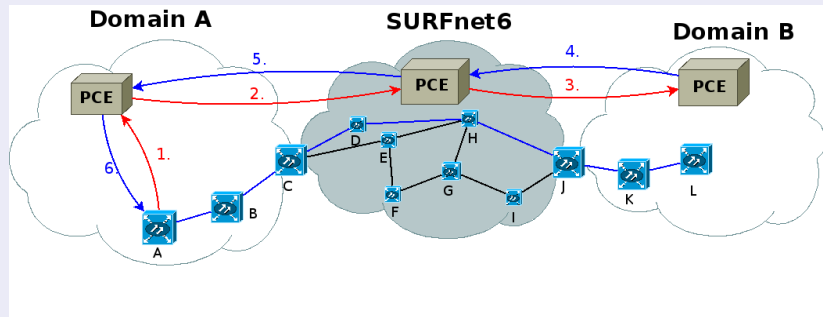 Domain A
SURFnet6
Domain B
5.
4.
PCE
PCE
PCE
2.
3.
1.
6.
D
E
H
C
B
A
F
G
I
J
K
L